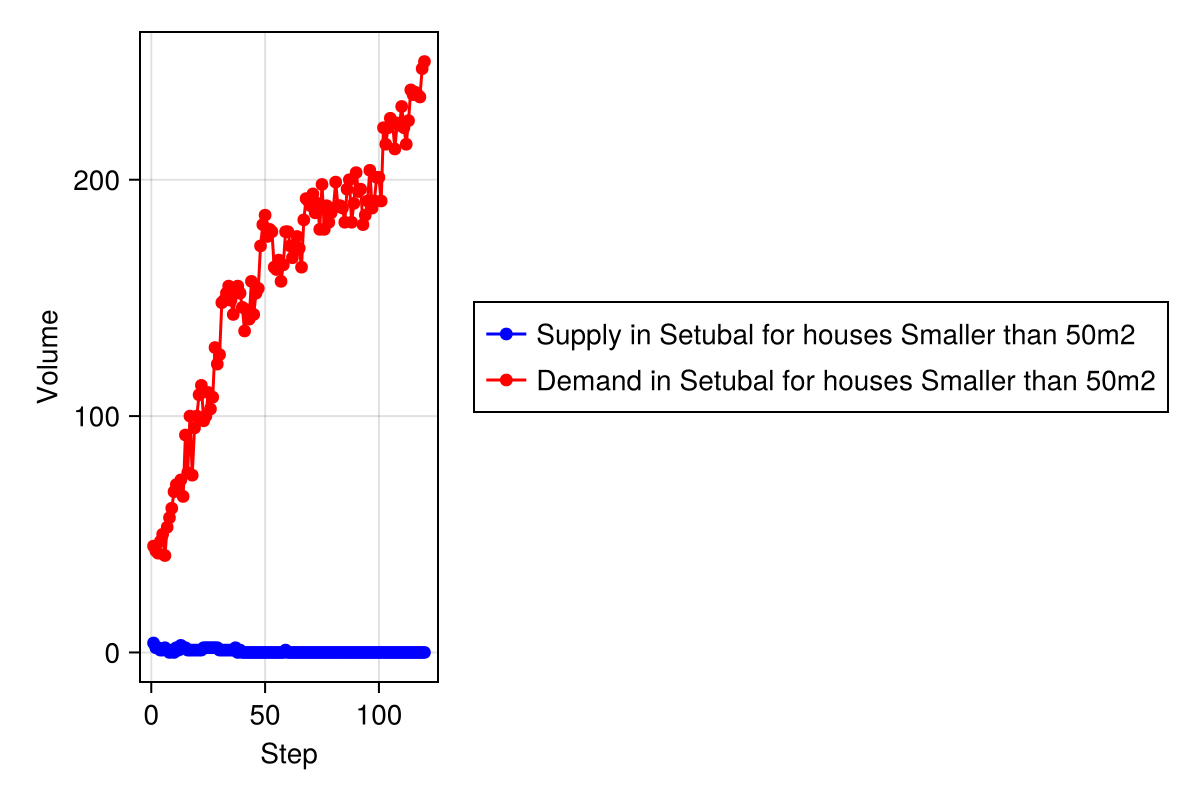 Volume
200
100
0
0 50 100
Step
Supply in Setubal for houses Smaller than 50m2
Demand in Setubal for houses Smaller than 50m2